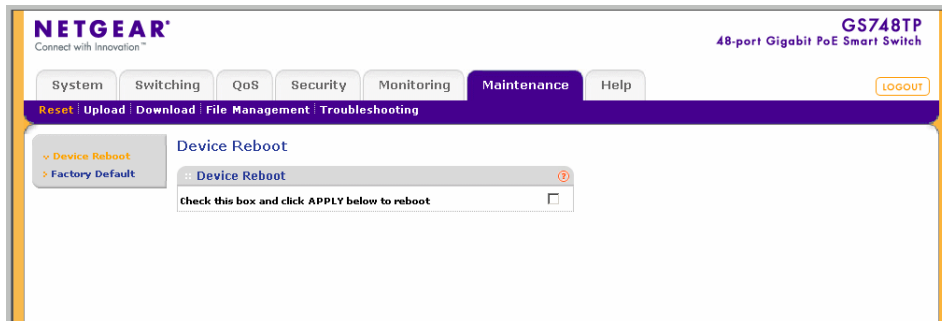 NETGEAR®
Connect with Innovation™
GS748TP
48-port Gigabit PoE Smart Switch
System Switching QoS Security Monitoring Maintenance Help
LOGOUT
Reset Upload Download File Management Troubleshooting
Device Reboot
Factory Default
Device Reboot
Device Reboot ?
Check this box and click APPLY below to reboot